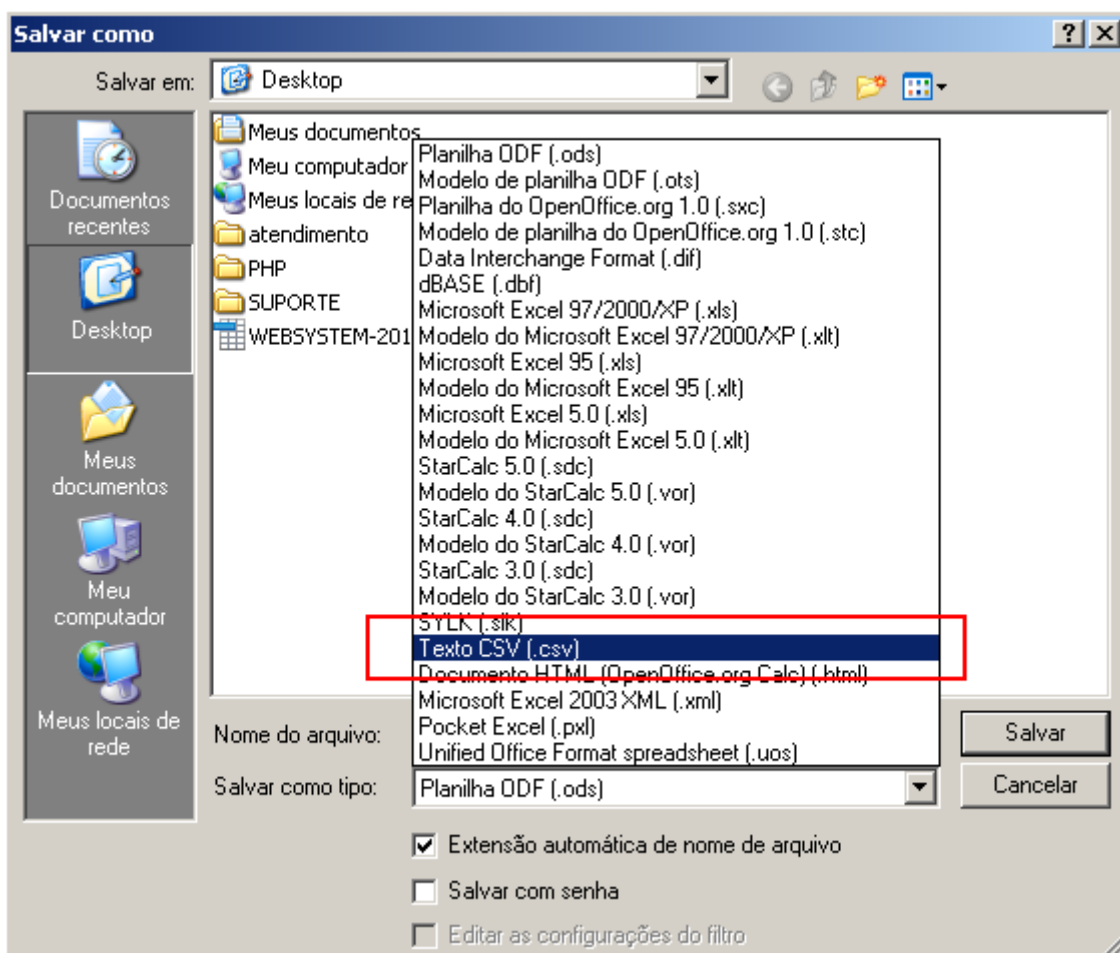 Salvar como
Salvar em:
Desktop
Documentos
recentes
Desktop
Meus
documentos
Meu
computador
Meus locais de
rede
Meus documentos
Meu computador
Meus locais de re
atendimento
PHP
SUPORTE
WEBSYSTEM-201
Planilha ODF (.ods)
Modelo de planilha ODF (.ots)
Planilha do OpenOffice.org 1.0 (.sxc)
Modelo de planilha do OpenOffice.org 1.0 (.stc)
Data Interchange Format (.dif)
dBASE (.dbf)
Microsoft Excel 97/2000/XP (.xls)
Modelo do Microsoft Excel 97/2000/XP (.xlt)
Microsoft Excel 95 (.xls)
Modelo do Microsoft Excel 95 (.xlt)
Microsoft Excel 5.0 (.xls)
Modelo do Microsoft Excel 5.0 (.xlt)
StarCalc 5.0 (.sdc)
Modelo do StarCalc 5.0 (.vor)
StarCalc 4.0 (.sdc)
Modelo do StarCalc 4.0 (.vor)
StarCalc 3.0 (.sdc)
Modelo do StarCalc 3.0 (.vor)
SYLK (.slk)
Texto CSV (.csv)
Documento HTML (OpenOffice.org Calc) (.html)
Microsoft Excel 2003 XML (.xml)
Pocket Excel (.pxl)
Unified Office Format spreadsheet (.uos)
Nome do arquivo:
Salvar
Salvar como tipo:
Planilha ODF (.ods)
Cancelar
Extensão automática de nome de arquivo
Salvar com senha
Editar as configurações do filtro